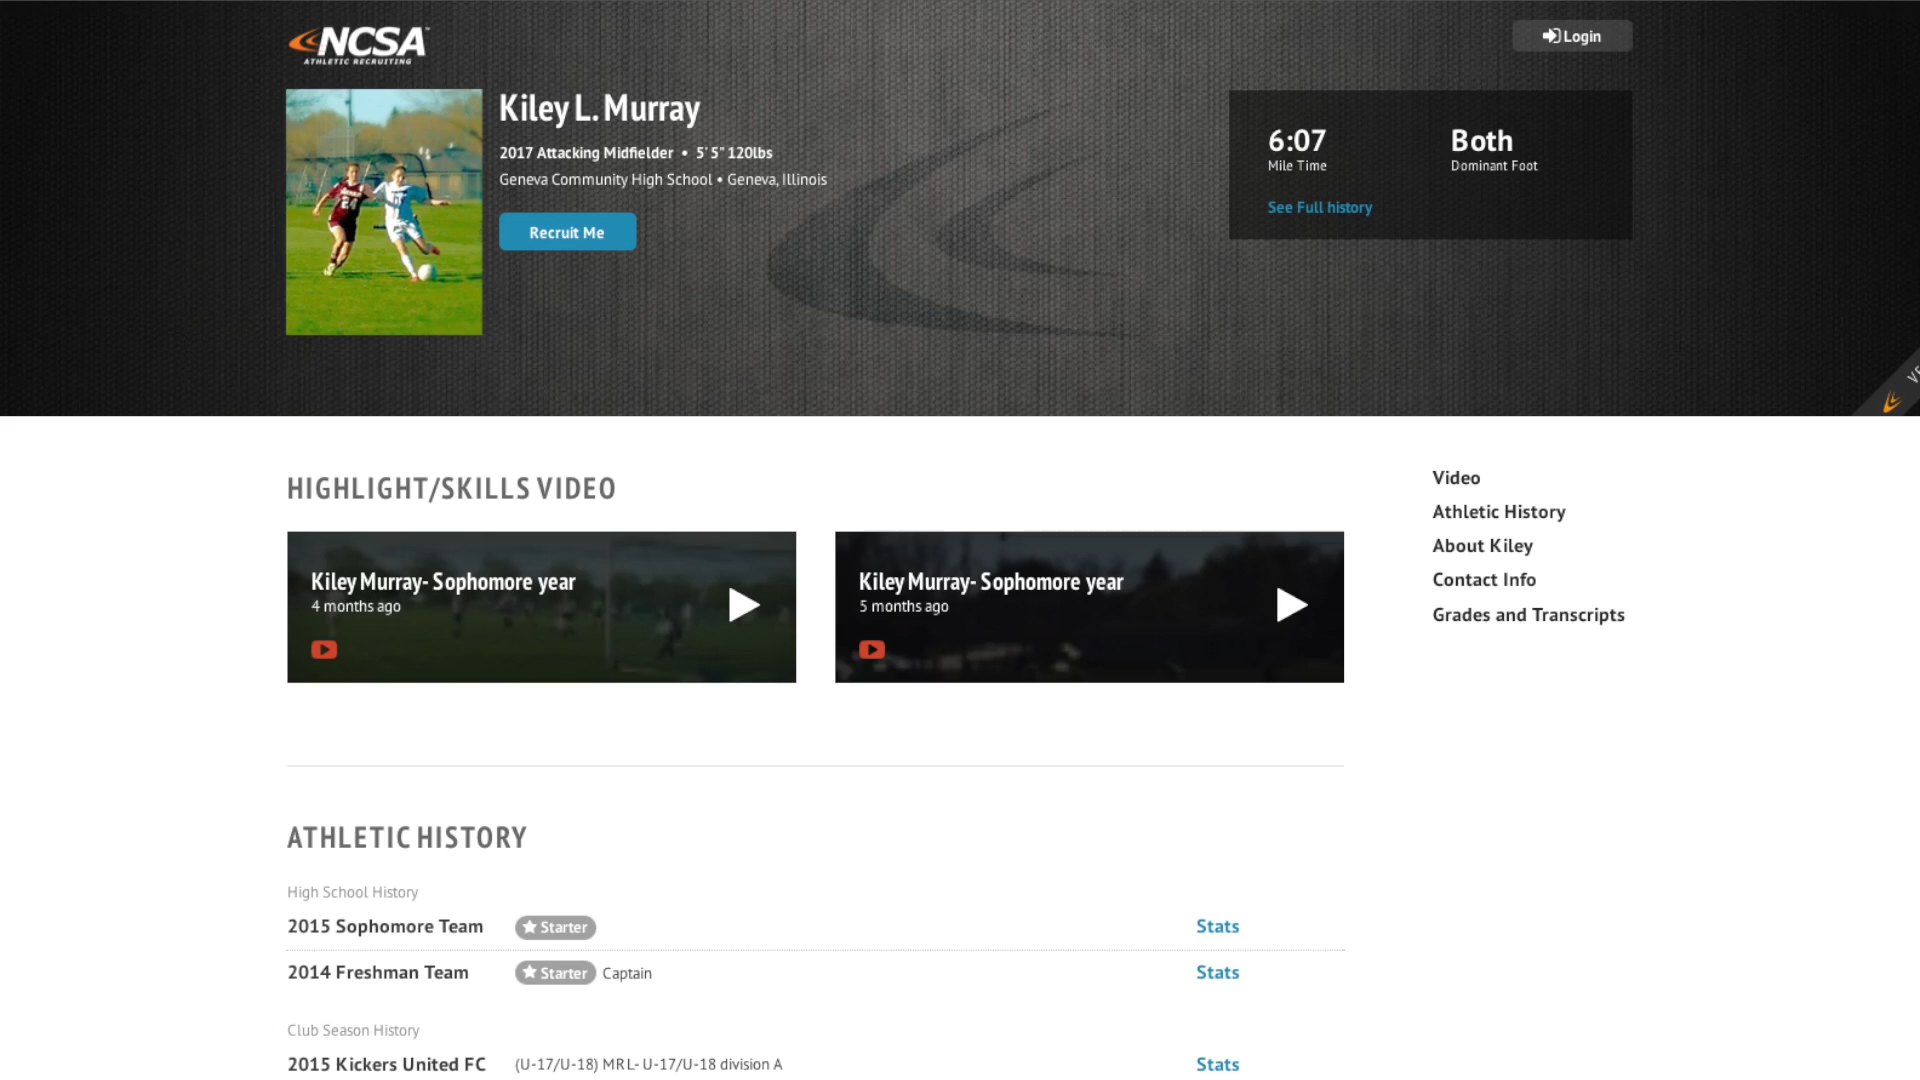 NCSA
ATHLETIC RECRUITING
Login
Kiley L. Murray
2017 Attacking Midfielder • 5' 5" 120lbs
Geneva Community High School • Geneva, Illinois
Recruit Me
6:07
Mile Time
Both
Dominant Foot
See Full history
HIGHLIGHT/SKILLS VIDEO
Kiley Murray- Sophomore year
4 months ago
Kiley Murray- Sophomore year
5 months ago
Video
Athletic History
About Kiley
Contact Info
Grades and Transcripts
ATHLETIC HISTORY
High School History
2015 Sophomore Team Starter Stats
2014 Freshman Team Starter Captain Stats
Club Season History
2015 Kickers United FC (U-17/U-18) MRL- U-17/U-18 division A Stats